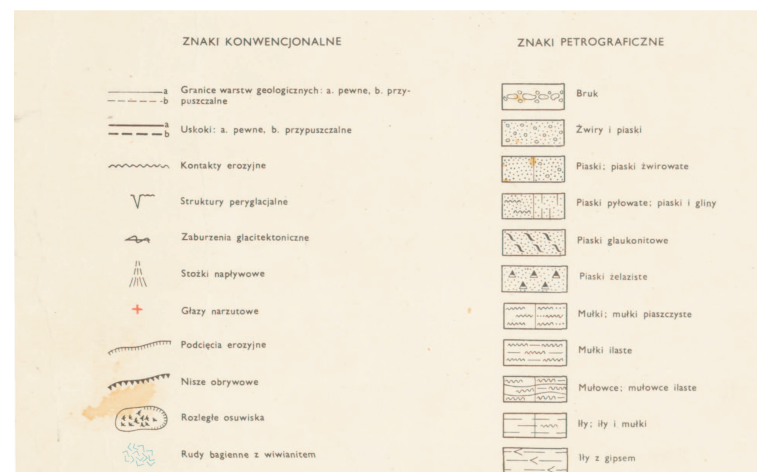 ZNAKI KONWENCJONALNE
a
b
Granice warstw geologicznych: a. pewne, b. przy-
puszczalne
a
b
Uskoki: a. pewne, b. przypuszczalne
Kontakty erozyjne
Struktury peryglacjalne
Zaburzenia glacitektoniczne
Stożki napływowe
Głazy narzutowe
Podcięcia erozyjne
Nisze obrywowe
Rozległe osuwiska
Rudy bagienne z wiwianitem
ZNAKI PETROGRAFICZNE
Bruk
Żwiry i piaski
Piaski; piaski żwirowate
Piaski pyłowate; piaski i gliny
Piaski glaukonitowe
Piaski żelaziste
Mułki; mułki piaszczyste
Mułki ilaste
Mułowce; mułowce ilaste
Iły; iły i mułki
Iły z gipsem